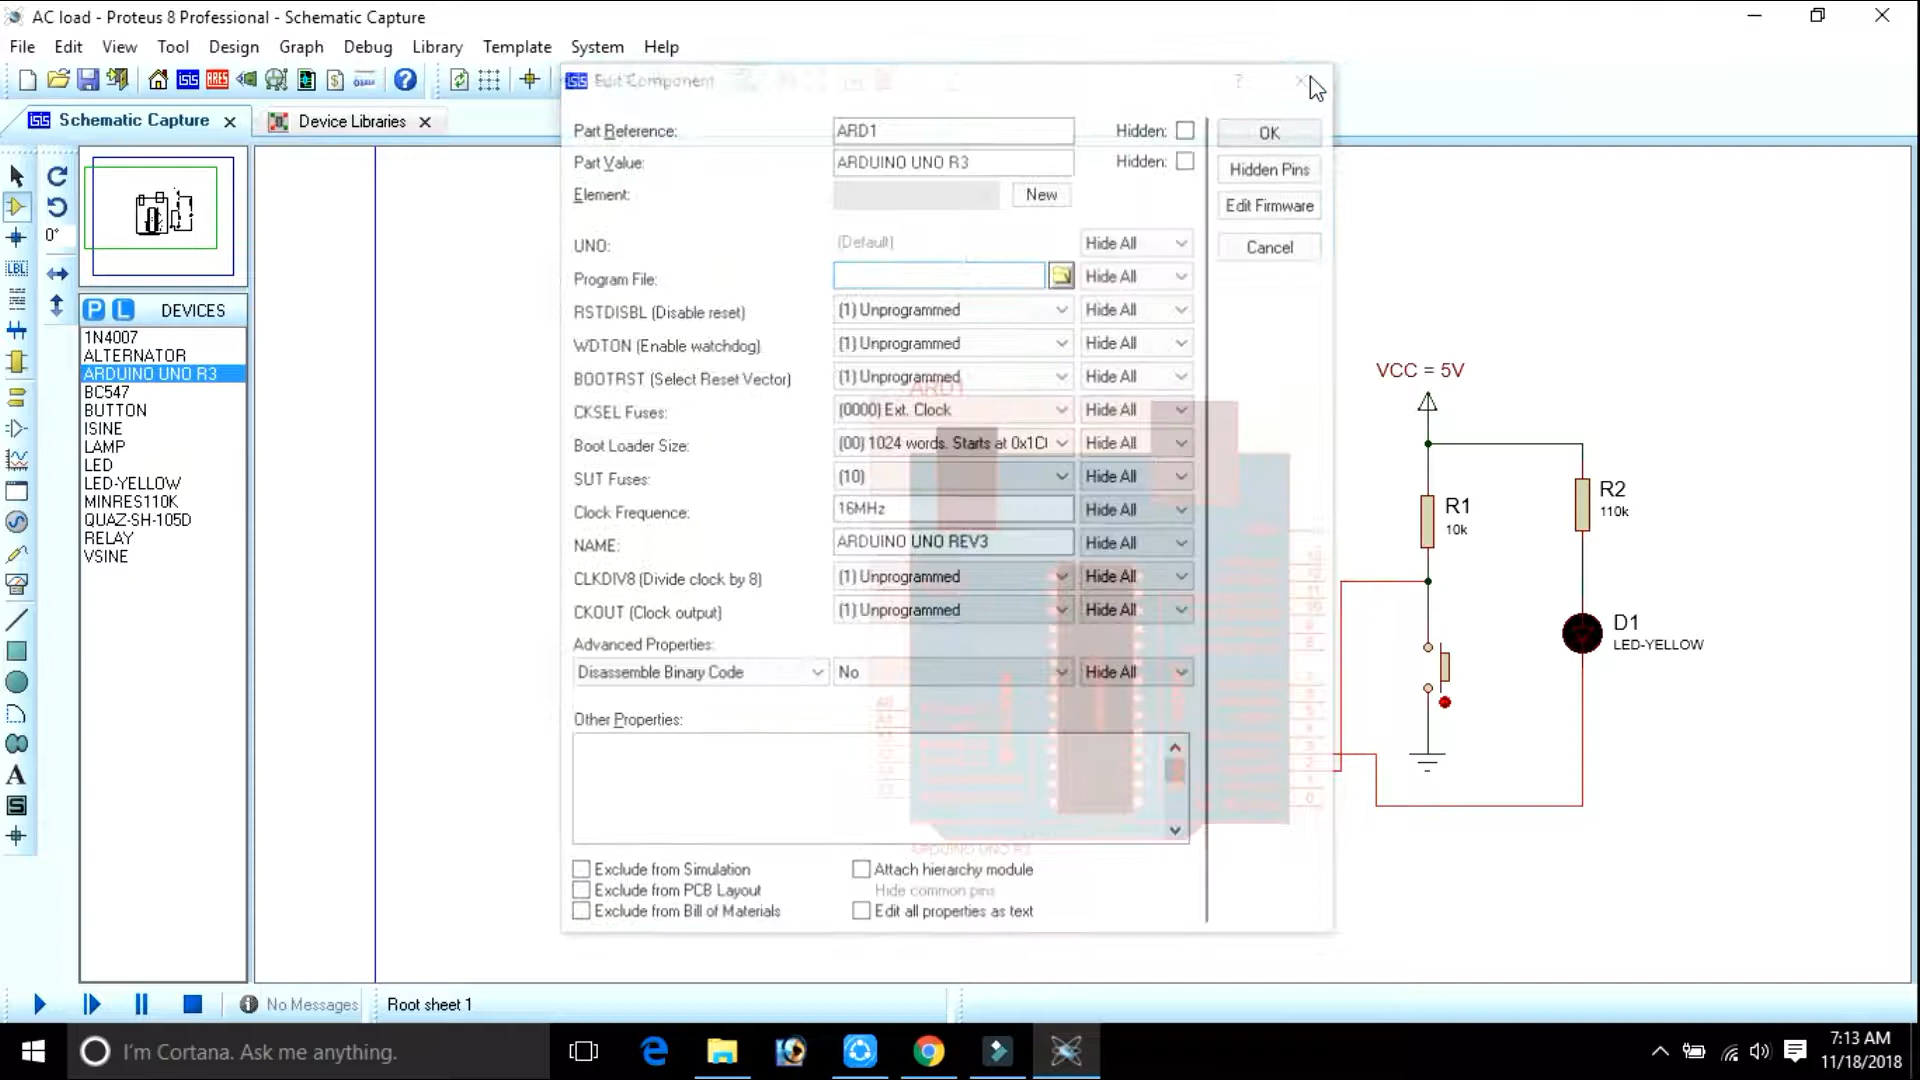 AC load - Proteus 8 Professional - Schematic Capture
File Edit View Tool Design Graph Debug Library Template System Help
Schematic Capture
Device Libraries
Edit Component
Part Reference: ARD1 Hidden:
Part Value: ARDUINO UNO R3 Hidden:
Element: New
UNO: (Default) Hide All
Program File: Hide All
RSTDISBL (Disable reset) (1) Unprogrammed Hide All
WDTON (Enable watchdog) (1) Unprogrammed Hide All
BOOTRST (Select Reset Vector) (1) Unprogrammed Hide All
CKSEL Fuses: (0000) Ext. Clock Hide All
Boot Loader Size: (00) 1024 words. Starts at 0x1C Hide All
SUT Fuses: (10) Hide All
Clock Frequency: 16MHz Hide All
NAME: ARDUINO UNO REV3 Hide All
CLKDIV8 (Divide clock by 8) (1) Unprogrammed Hide All
CKOUT (Clock output) (1) Unprogrammed Hide All
Advanced Properties:
Disassemble Binary Code No Hide All
Other Properties:
Exclude from Simulation
Exclude from PCB Layout
Exclude from Bill of Materials
Attach hierarchy module
Hide common pins
Edit all properties as text
OK
Hidden Pins
Edit Firmware
Cancel
0°
LBL
P L DEVICES
1N4007
ALTERNATOR
ARDUINO UNO R3
BC547
BUTTON
ISINE
LAMP
LED
LED-YELLOW
MINRES110K
QUAZ-SH-105D
RELAY
VSINE
ARD1
ARDUINO UNO R3
VCC = 5V
R1
10k
R2
110k
D1
LED-YELLOW
No Messages
Root sheet 1
I'm Cortana. Ask me anything.
7:13 AM
11/18/2018